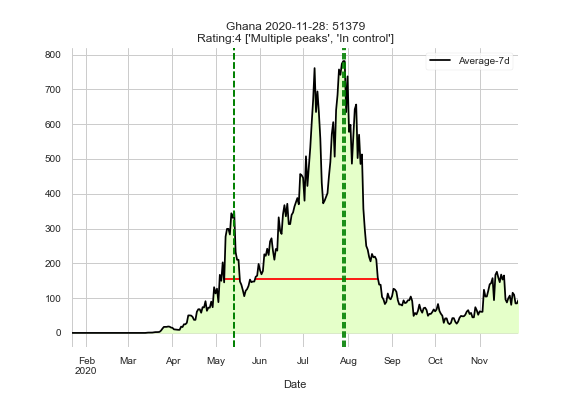 Ghana 2020-11-28: 51379
Rating:4 ['Multiple peaks', 'In control']
Average-7d
800
700
600
500
400
300
200
100
0
Feb Mar Apr May Jun Jul Aug Sep Oct Nov
2020
Date